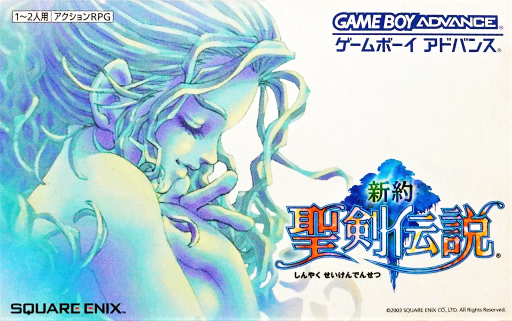 1～2人用 アクションRPG
GAME BOY ADVANCE
ゲームボーイ アドバンス®
新約
聖剣伝説®
しんやく せいけんでんせつ
SQUARE ENIX™
©2003 SQUARE ENIX CO., LTD. All Rights Reserved.